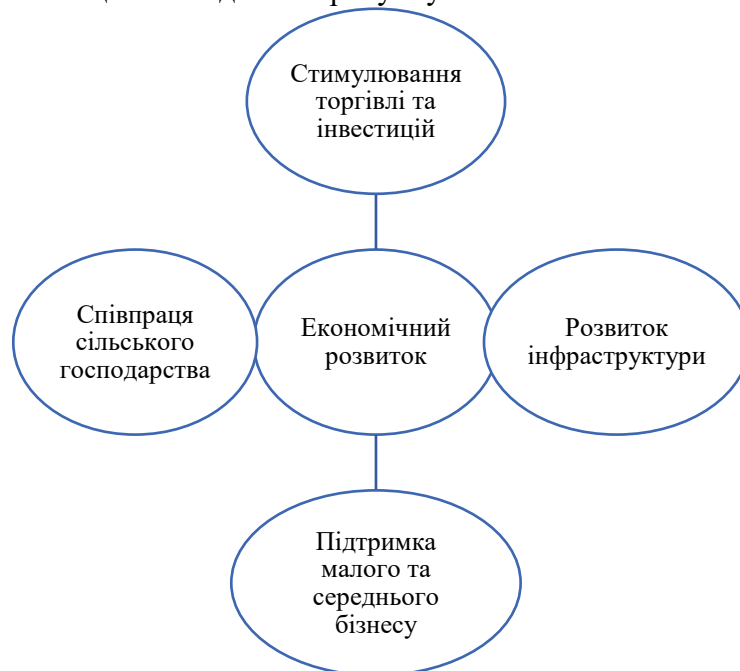 Стимулювання
торгівлі та
інвестицій
Співпраця
сільського
господарства
Економічний
розвиток
Розвиток
інфраструктури
Підтримка
малого та
середнього
бізнесу